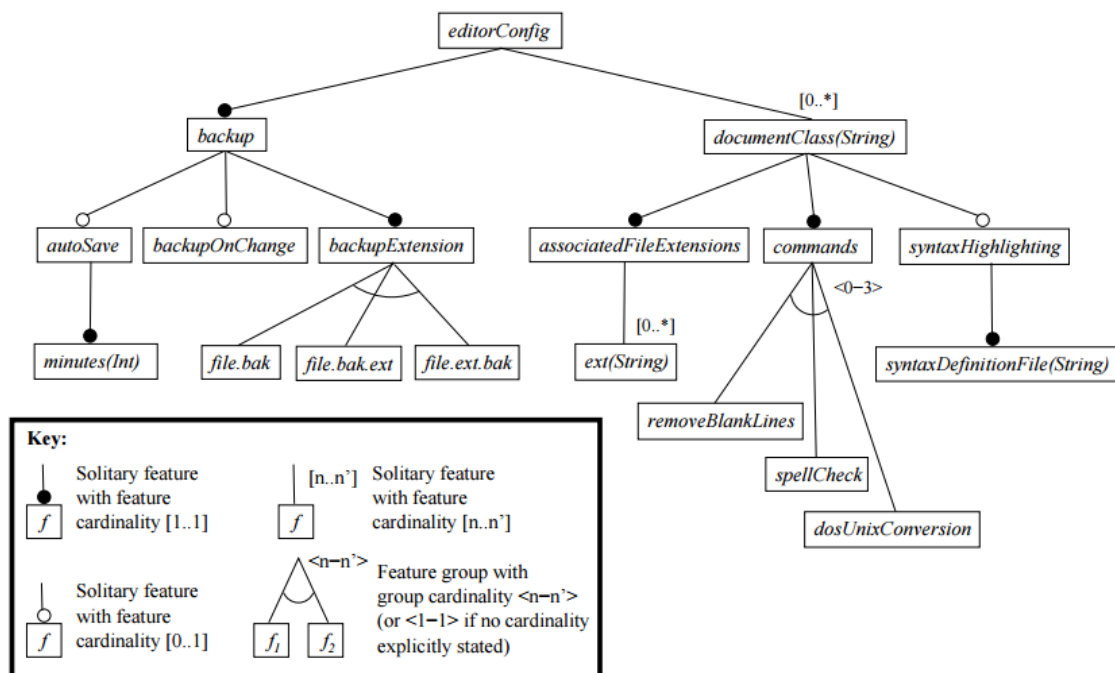 editorConfig
[0..*]
backup
documentClass(String)
autoSave
backupOnChange
backupExtension
associatedFileExtensions
commands
syntaxHighlighting
<0−3>
[0..*]
minutes(Int)
file.bak
file.bak.ext
file.ext.bak
ext(String)
syntaxDefinitionFile(String)
removeBlankLines
spellCheck
dosUnixConversion
Key:
Solitary feature
with feature
cardinality [1..1]
f
[n..n’]
Solitary feature
with feature
cardinality [n..n’]
f
Solitary feature
with feature
cardinality [0..1]
f
<n−n’>
Feature group with
group cardinality <n−n’>
(or <1−1> if no cardinality
explicitly stated)
f1
f2